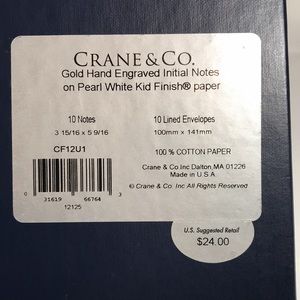 CRANE & CO.
Gold Hand Engraved Initial Notes
on Pearl White Kid Finish® paper
10 Notes 10 Lined Envelopes
3 15/16 x 5 9/16 100mm x 141mm
CF12U1 100 % COTTON PAPER
Crane & Co Inc Dalton, MA 01226
Made in U.S.A.
© Crane & Co. Inc All Rights Reserved
0 31619 66764 3
12125
U.S. Suggested Retail
$24.00